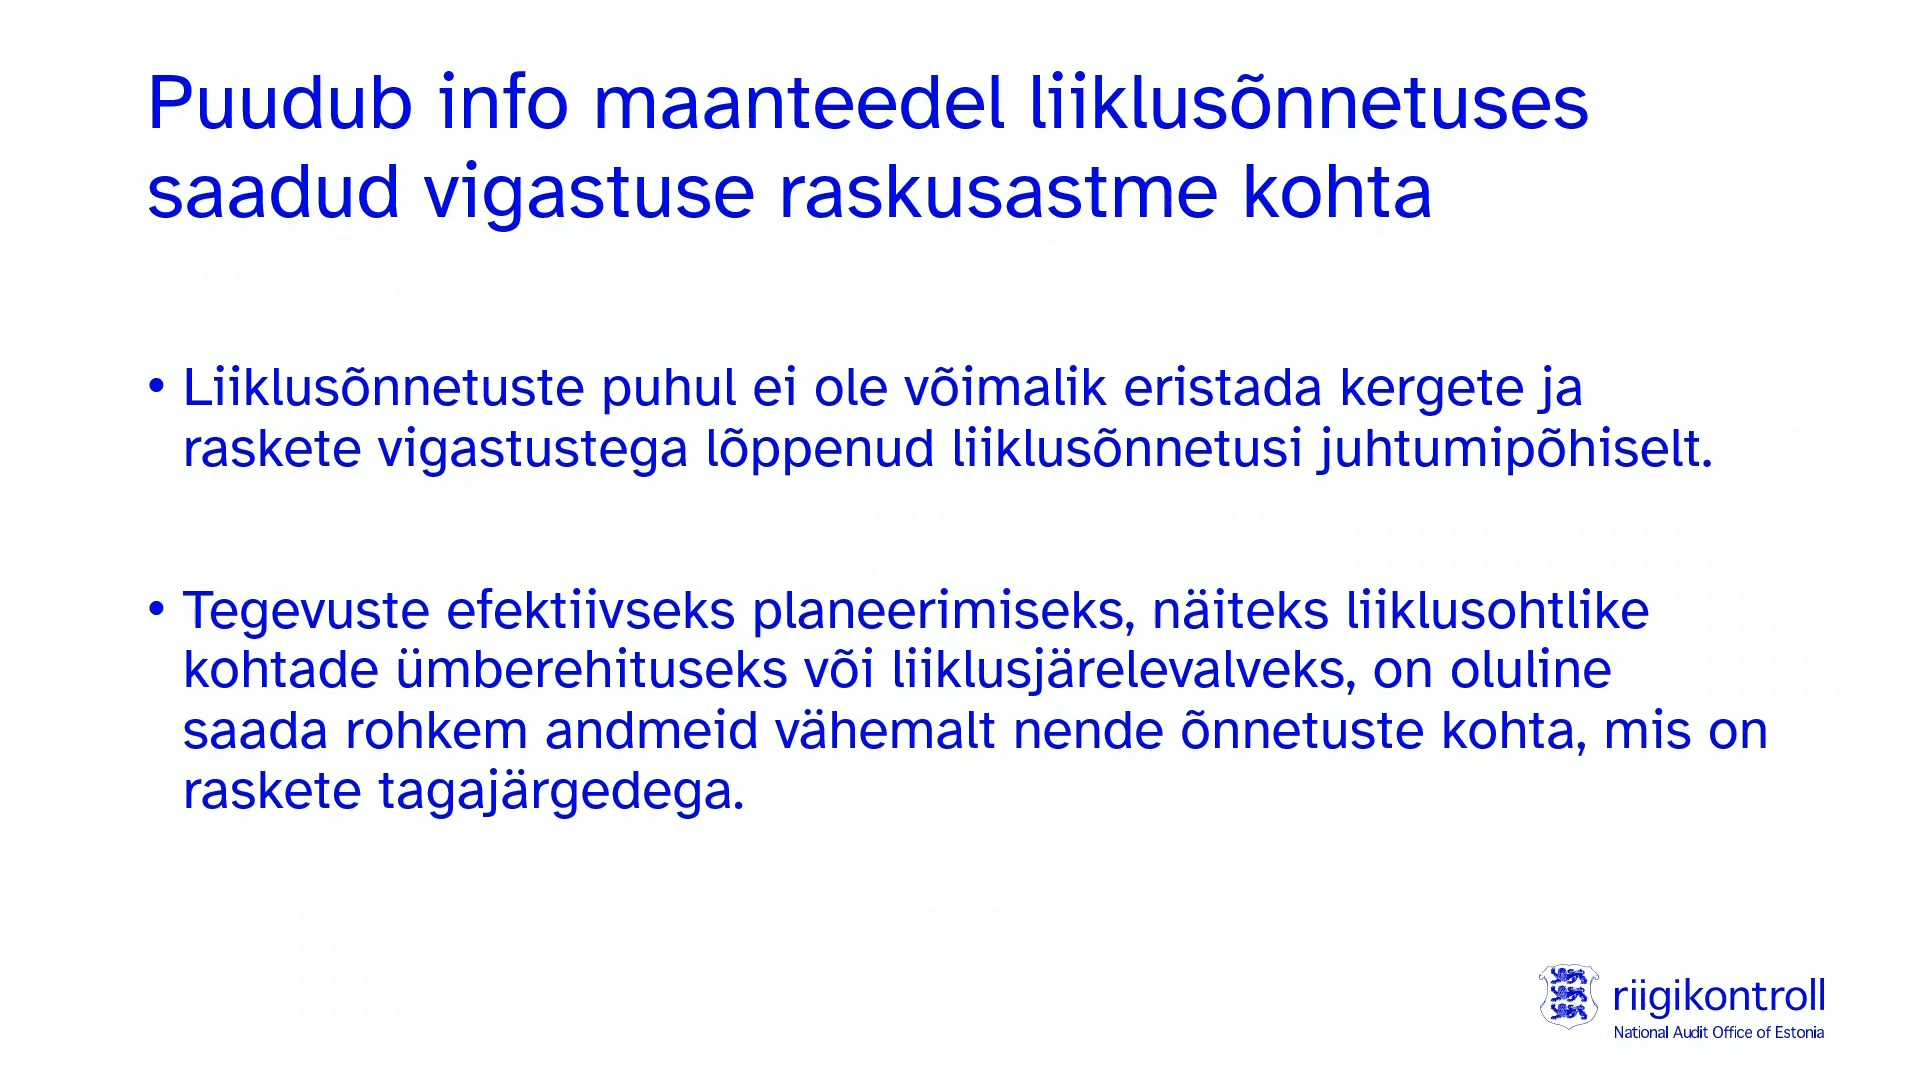 Puudub info maanteedel liiklusõnnetuses
saadud vigastuse raskusastme kohta
• Liiklusõnnetuste puhul ei ole võimalik eristada kergete ja
raskete vigastustega lõppenud liiklusõnnetusi juhtumipõhiselt.
• Tegevuste efektiivseks planeerimiseks, näiteks liiklusohtlike
kohtade ümberehituseks või liiklusjärelevalveks, on oluline
saada rohkem andmeid vähemalt nende õnnetuste kohta, mis on
raskete tagajärgedega.
riigikontroll
National Audit Office of Estonia